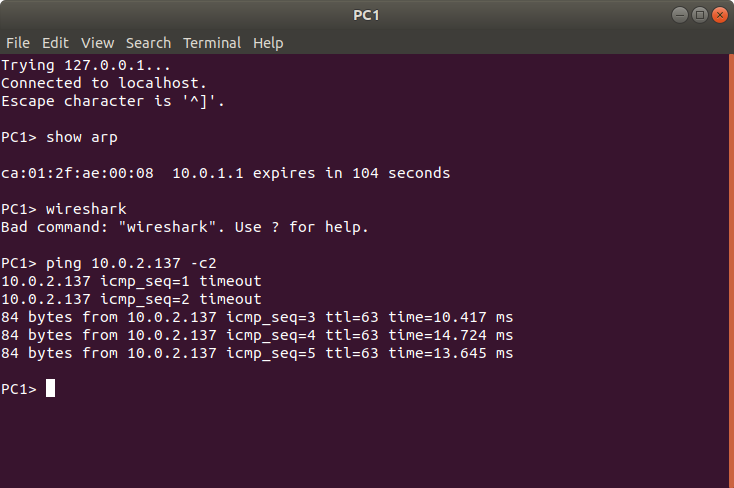 PC1
File Edit View Search Terminal Help
Trying 127.0.0.1...
Connected to localhost.
Escape character is '^]'.
PC1> show arp
ca:01:2f:ae:00:08  10.0.1.1 expires in 104 seconds
PC1> wireshark
Bad command: "wireshark". Use ? for help.
PC1> ping 10.0.2.137 -c2
10.0.2.137 icmp_seq=1 timeout
10.0.2.137 icmp_seq=2 timeout
84 bytes from 10.0.2.137 icmp_seq=3 ttl=63 time=10.417 ms
84 bytes from 10.0.2.137 icmp_seq=4 ttl=63 time=14.724 ms
84 bytes from 10.0.2.137 icmp_seq=5 ttl=63 time=13.645 ms
PC1>